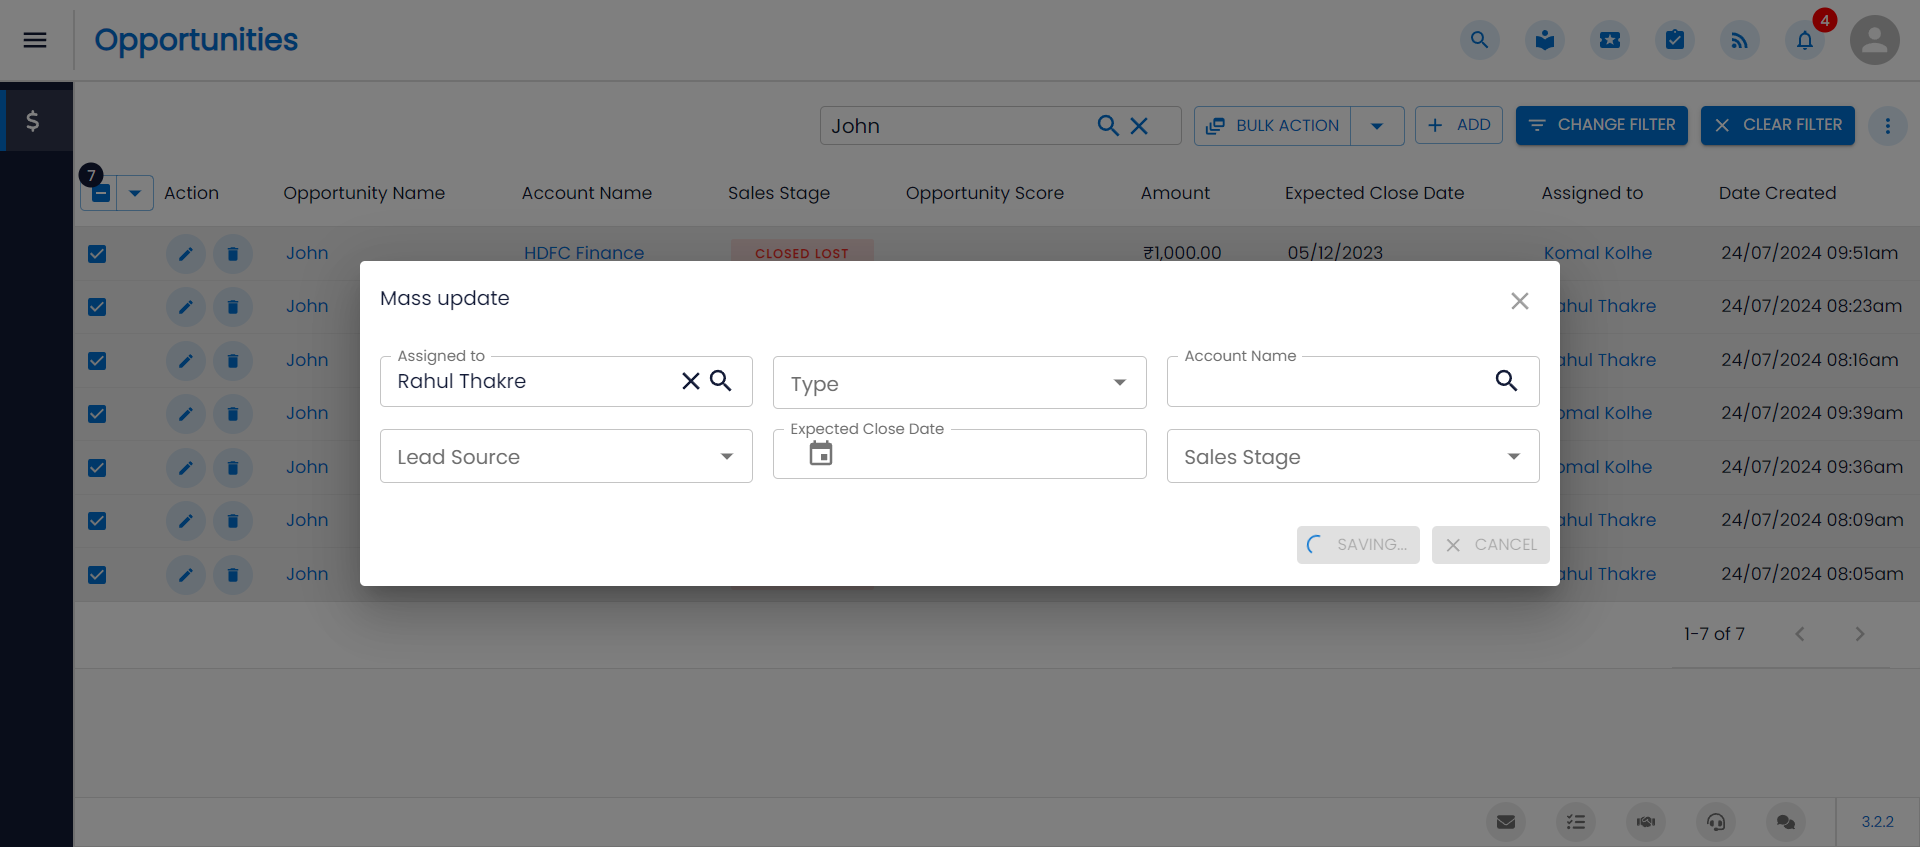 Opportunities
4
$
John
BULK ACTION
ADD
CHANGE FILTER
CLEAR FILTER
7
Action Opportunity Name Account Name Sales Stage Opportunity Score Amount Expected Close Date Assigned to Date Created
John HDFC Finance CLOSED LOST ₹1,000.00 05/12/2023 Komal Kolhe 24/07/2024 09:51am
John ahul Thakre 24/07/2024 08:23am
John ahul Thakre 24/07/2024 08:16am
John omal Kolhe 24/07/2024 09:39am
John omal Kolhe 24/07/2024 09:36am
John ahul Thakre 24/07/2024 08:09am
John ahul Thakre 24/07/2024 08:05am
Mass update
Assigned to
Rahul Thakre
Type
Account Name
Lead Source
Expected Close Date
Sales Stage
SAVING...
CANCEL
1-7 of 7
3.2.2